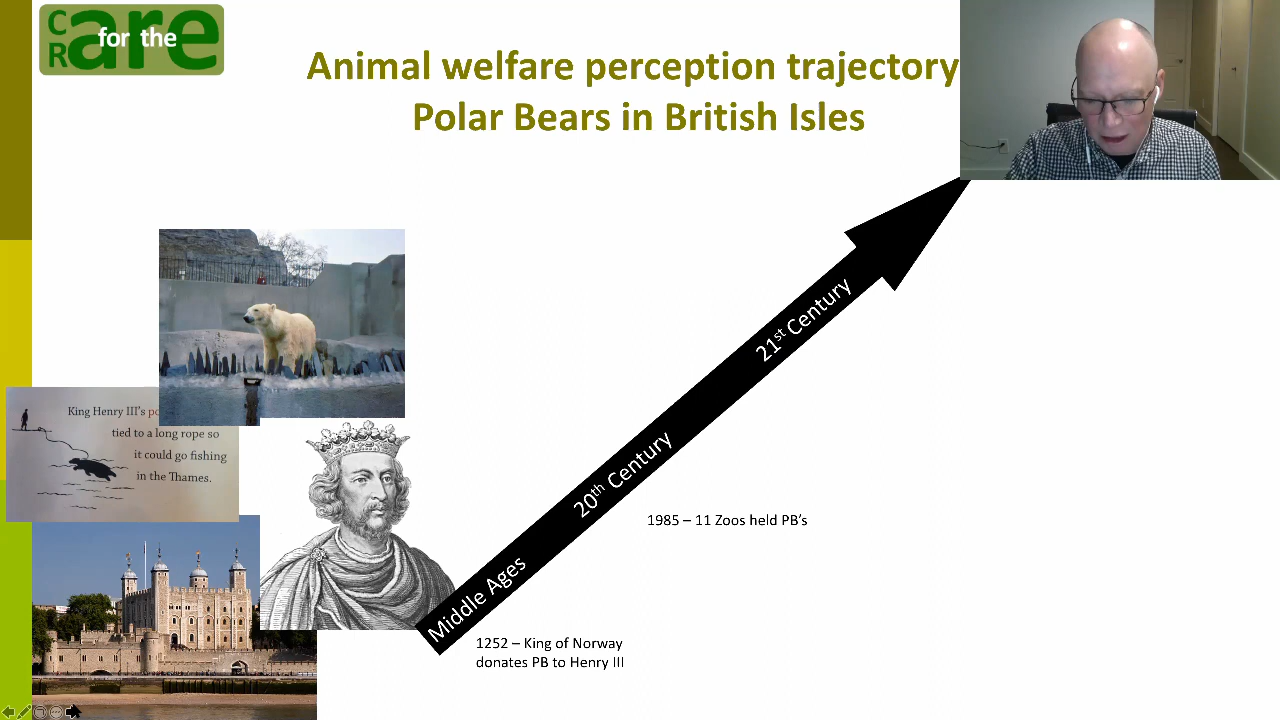 CR are for the
Animal welfare perception trajectory
Polar Bears in British Isles
King Henry III's po
tied to a long rope so
it could go fishing
in the Thames.
21st Century
20th Century
Middle Ages
1985 – 11 Zoos held PB's
1252 – King of Norway
donates PB to Henry III